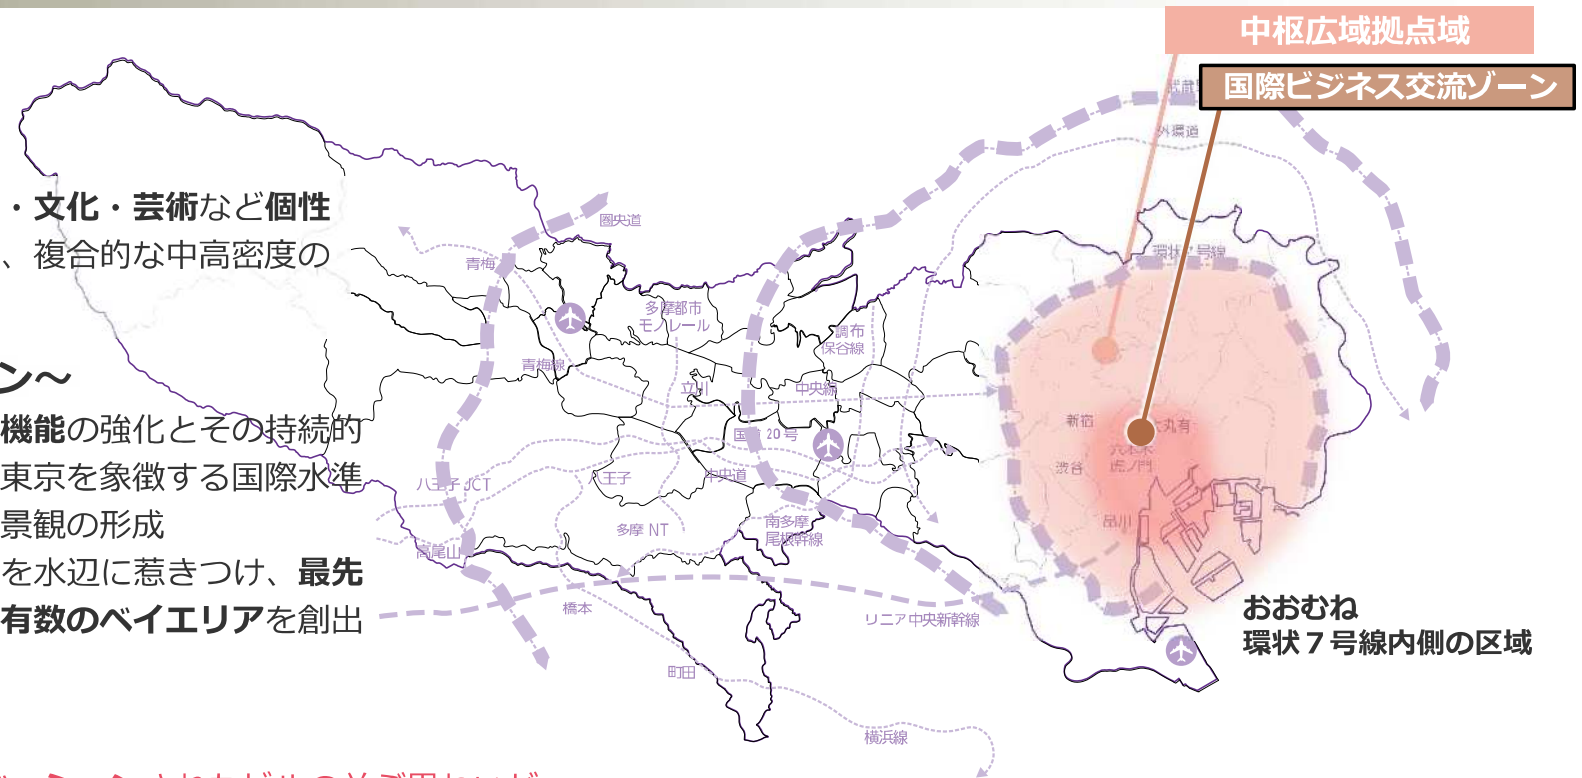 中枢広域拠点域
国際ビジネス交流ゾーン
外環道
・文化・芸術など個性
、複合的な中高密度の
ン～
機能の強化とその持続的
東京を象徴する国際水準
景観の形成
を水辺に惹きつけ、最先
有数のベイエリアを創出
圏央道
青梅
多摩都市
モノレール
調布
保谷線
青梅線
立川
中央線
国道 20 号
八王子 JCT
八王子
中央道
多摩 NT
南多摩
尾根幹線
高尾山
橋本
リニア中央新幹線
町田
横浜線
環状7号線
新宿
大丸有
渋谷
六本木
虎ノ門
品川
おおむね
環状７号線内側の区域